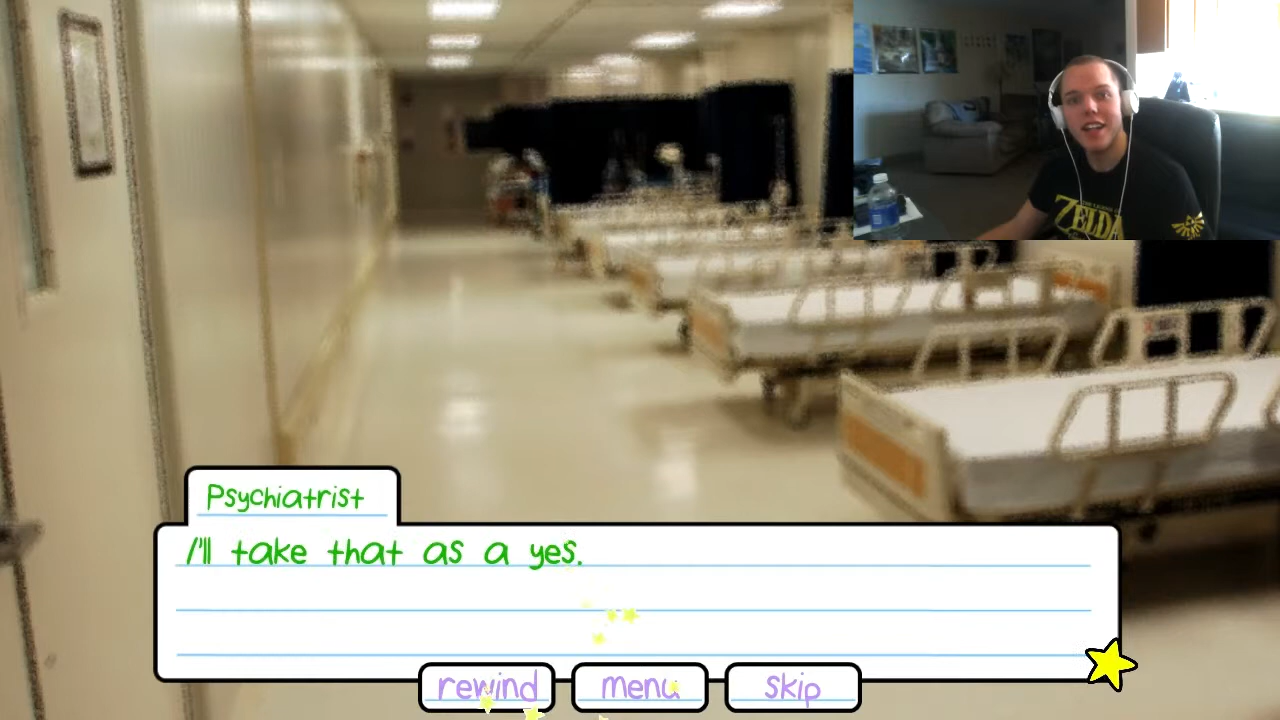 ZELDA
Psychiatrist
I'll take that as a yes.
rewind
menu
skip